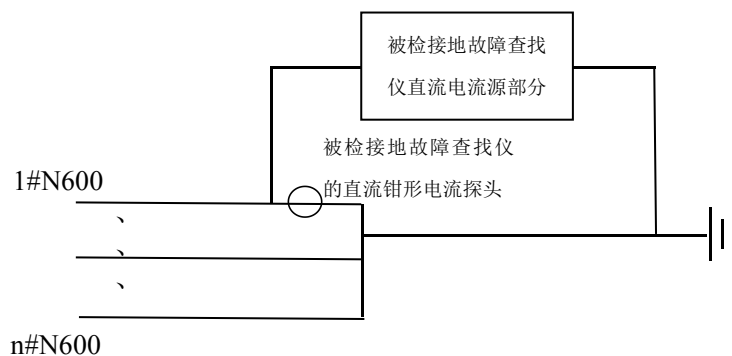 被检接地故障查找
仪直流电流源部分
被检接地故障查找仪
的直流钳形电流探头
1#N600
、
、
、
n#N600